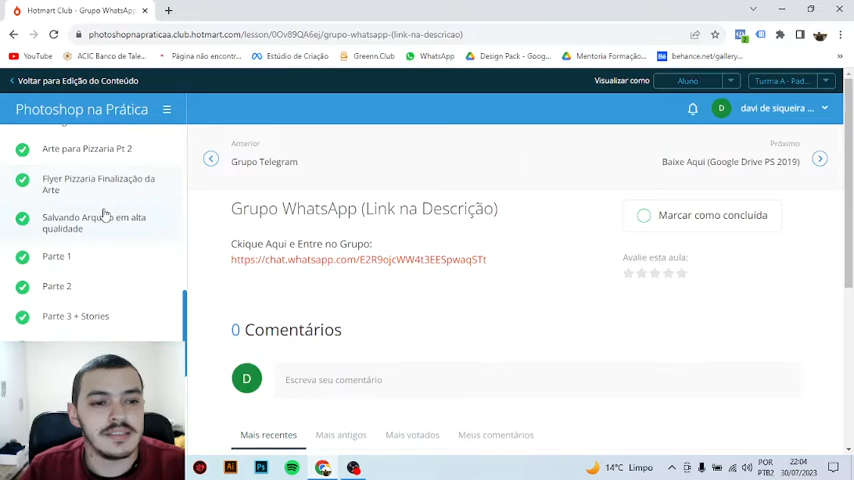 Hotmart Club - Grupo WhatsApp
photoshopnapraticaa.club.hotmart.com/lesson/0Ov89QA6ej/grupo-whatsapp-(link-na-descricao)
YouTube
ACIC Banco de Tale...
Página não encontr...
Estúdio de Criação
Greenn.Club
WhatsApp
Design Pack - Goog...
Mentoria Formação...
behance.net/gallery...
Voltar para Edição do Conteúdo
Visualizar como
Aluno
Turma A - Pad...
Photoshop na Prática
D
davi de siqueira ...
Arte para Pizzaria Pt 2
Flyer Pizzaria Finalização da
Arte
em alta
qualidade
Parte 1
Parte 2
Parte 3 + Stories
Anterior
Grupo Telegram
Próximo
Baixe Aqui (Google Drive PS 2019)
Grupo WhatsApp (Link na Descrição)
Marcar como concluída
Ckique Aqui e Entre no Grupo:
https://chat.whatsapp.com/E2R9ojcWW4t3EESpwaqSTt
Avalie esta aula:
0 Comentários
D
Escreva seu comentário
Mais recentes
Mais antigos
Mais votados
Meus comentários
Ai
Ps
14°C Limpo
POR
PTB2
22:04
30/07/2023